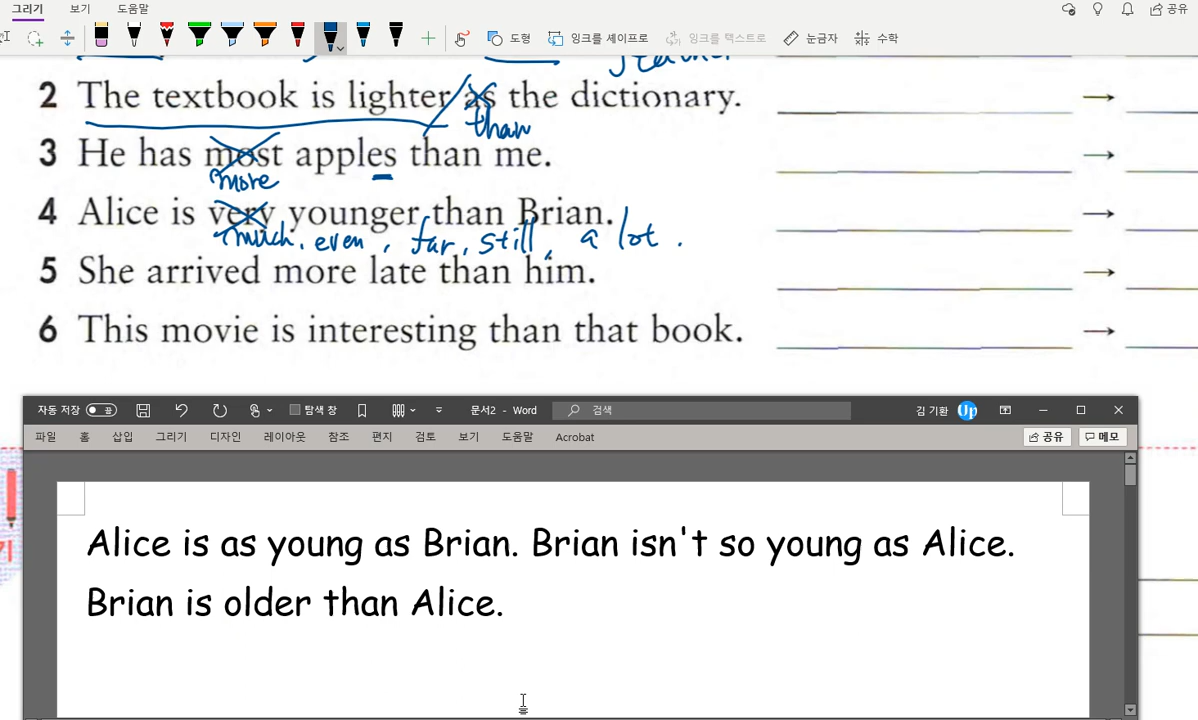 그리기 보기 도움말 공유
도형 잉크를 셰이프로 잉크를 텍스트로 눈금자 수학
teacher
2 The textbook is lighter as the dictionary. →
than
3 He has most apples than me. →
more
4 Alice is very younger than Brian. →
much, even, far, still, a lot.
5 She arrived more late than him. →
6 This movie is interesting than that book. →
자동 저장 끔 탐색 창 문서2 - Word 검색 김 기환 Up
파일 홈 삽입 그리기 디자인 레이아웃 참조 편지 검토 보기 도움말 Acrobat 공유 메모
Alice is as young as Brian. Brian isn't so young as Alice.
Brian is older than Alice.